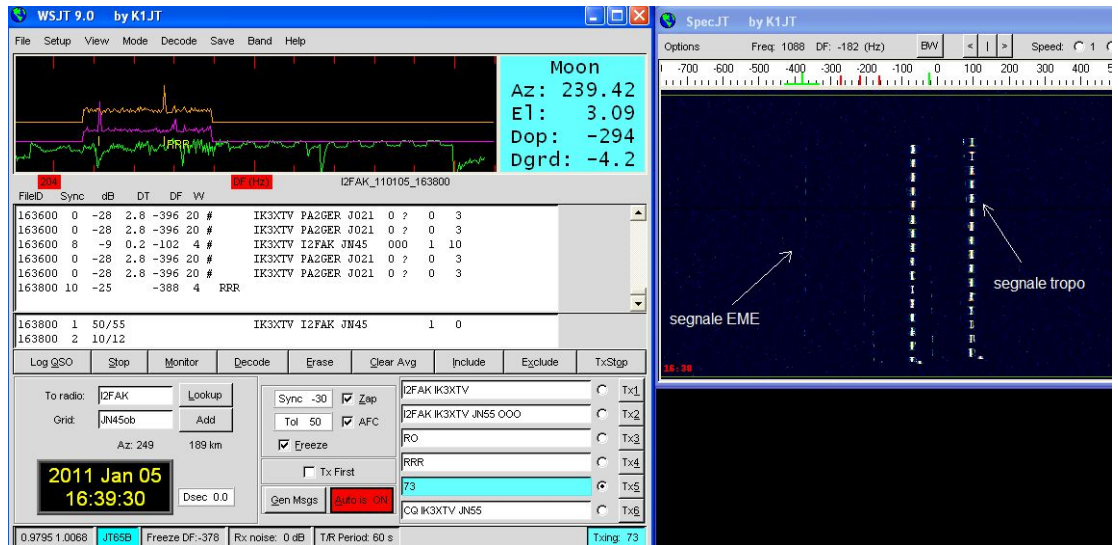 WSJT 9.0 by K1JT
File Setup View Mode Decode Save Band Help
RRR
Moon
Az: 239.42
El: 3.09
Dop: -294
Dgrd: -4.2
204 DF (Hz) I2FAK_110105_163800
FileID Sync dB DT DF W
163600 0 -28 2.8 -396 20 # IK3XTV PA2GER JO21 0 ? 0 3
163600 0 -28 2.8 -396 20 # IK3XTV PA2GER JO21 0 ? 0 3
163600 8 -9 0.2 -102 4 # IK3XTV I2FAK JN45 OOO 1 10
163600 0 -28 2.8 -396 20 # IK3XTV PA2GER JO21 0 ? 0 3
163600 0 -28 2.8 -396 20 # IK3XTV PA2GER JO21 0 ? 0 3
163800 10 -25 -388 4 RRR
163800 1 50/55 IK3XTV I2FAK JN45 1 0
163800 2 10/12
Log QSO Stop Monitor Decode Erase Clear Avg Include Exclude TxStop
To radio: I2FAK Lookup
Grid: JN45ob Add
Az: 249 189 km
2011 Jan 05
16:39:30
Dsec 0.0
Sync -30 Zap
Tol 50 AFC
Freeze
Tx First
Gen Msgs Auto is ON
I2FAK IK3XTV Tx1
I2FAK IK3XTV JN55 OOO Tx2
RO Tx3
RRR Tx4
73 Tx5
CQ IK3XTV JN55 Tx6
0.9795 1.0068 JT65B Freeze DF:-378 Rx noise: 0 dB T/R Period: 60 s Txing: 73
SpecJT by K1JT
Options Freq: 1088 DF: -182 (Hz) BW < | > Speed: 1
-700 -600 -500 -400 -300 -200 -100 0 100 200 300 400
segnale tropo
segnale EME
16:38